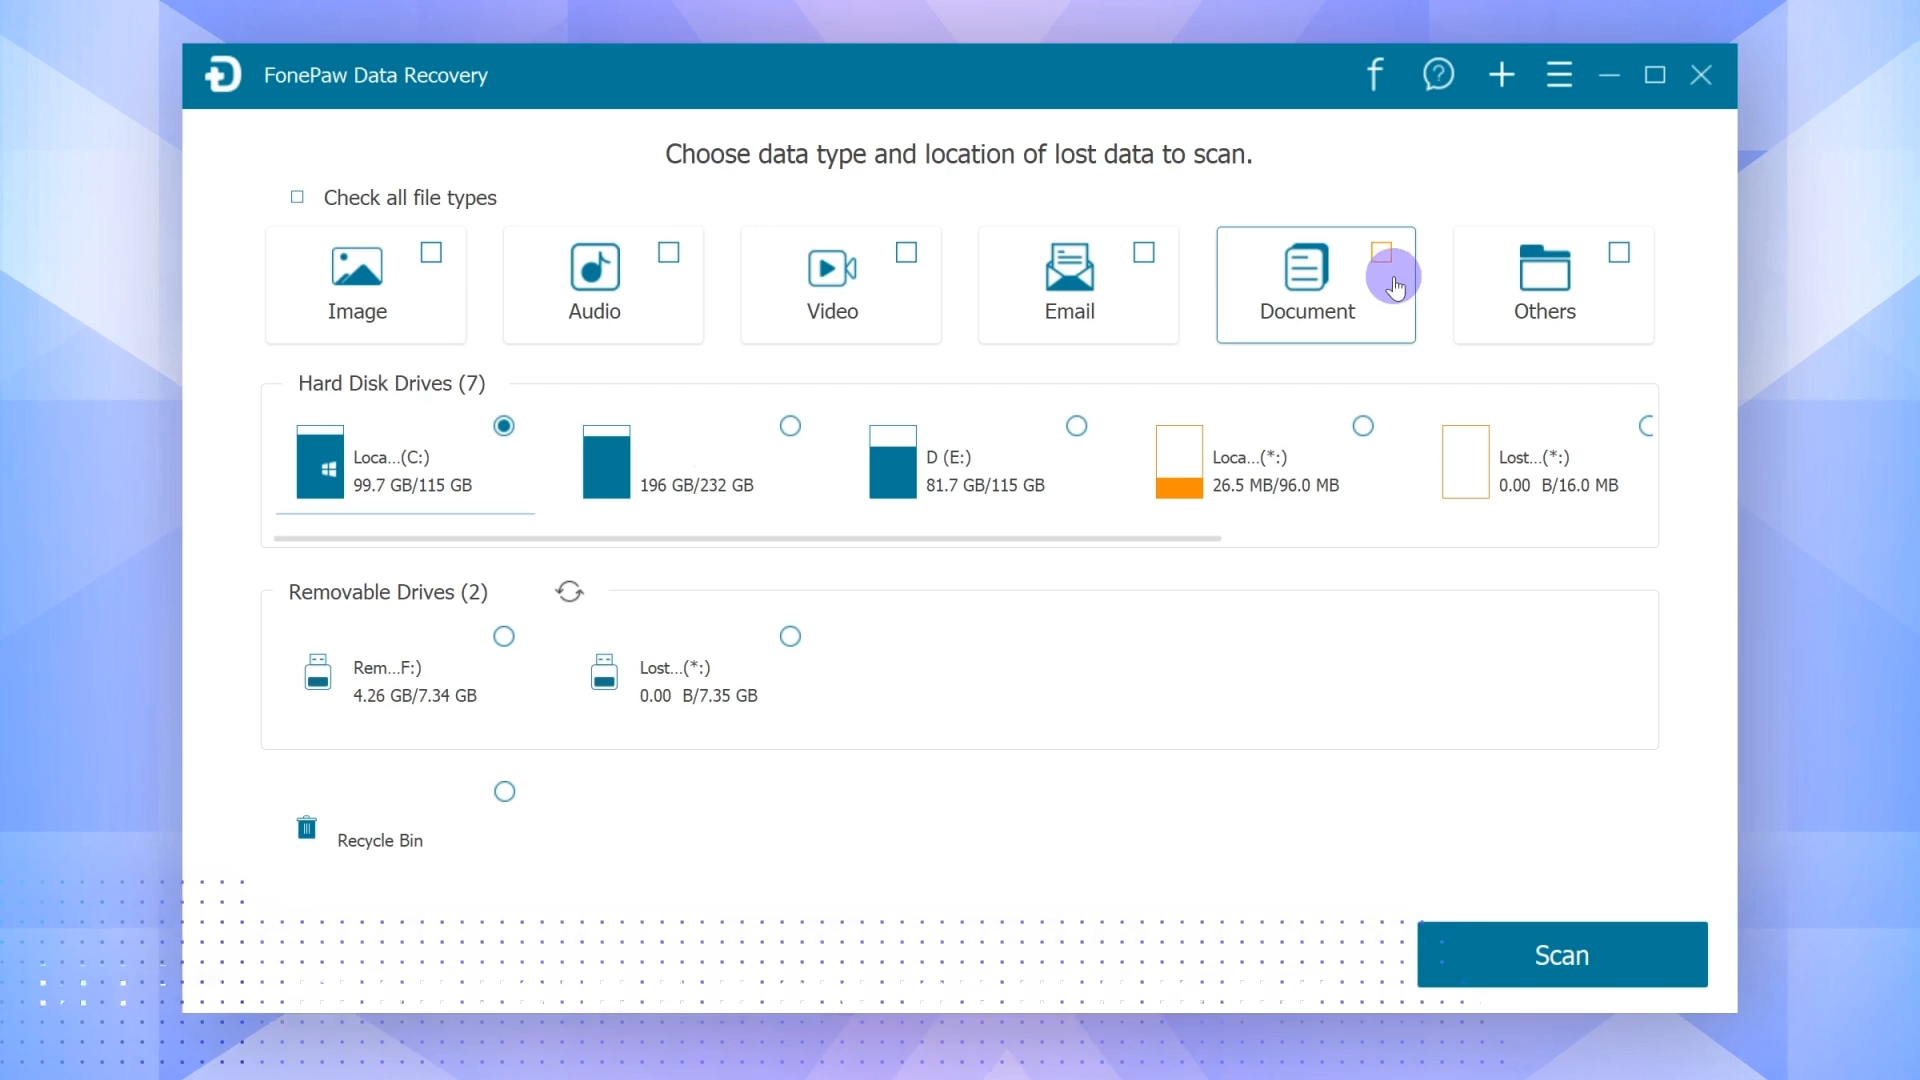 FonePaw Data Recovery
Choose data type and location of lost data to scan.
Check all file types
Image
Audio
Video
Email
Document
Others
Hard Disk Drives (7)
Loca...(C:)
99.7 GB/115 GB
196 GB/232 GB
D (E:)
81.7 GB/115 GB
Loca...(*:)
26.5 MB/96.0 MB
Lost...(*:)
0.00 B/16.0 MB
Removable Drives (2)
Rem...F:)
4.26 GB/7.34 GB
Lost...(*:)
0.00 B/7.35 GB
Recycle Bin
Scan